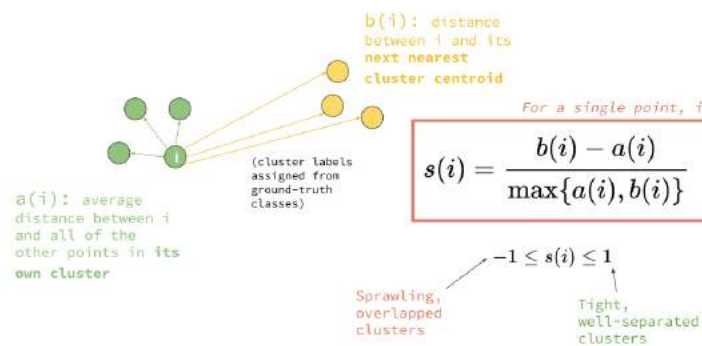 b(i): distance
between i and its
next nearest
cluster centroid
i
(cluster labels
assigned from
ground-truth
classes)
a(i): average
distance between i
and all of the
other points in its
own cluster
For a single point, i
s(i) = b(i) − a(i) / max{a(i), b(i)}
−1 ≤ s(i) ≤ 1
Sprawling,
overlapped
clusters
Tight,
well-separated
clusters